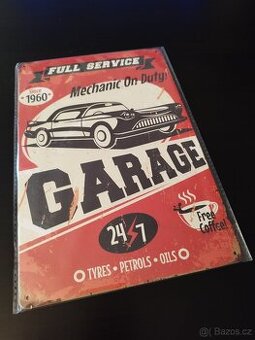 FULL SERVICE
Since
1960
Mechanic On Duty!
GARAGE
24 7
Free
Coffee!
TYRES • PETROLS • OILS
Bazos.cz